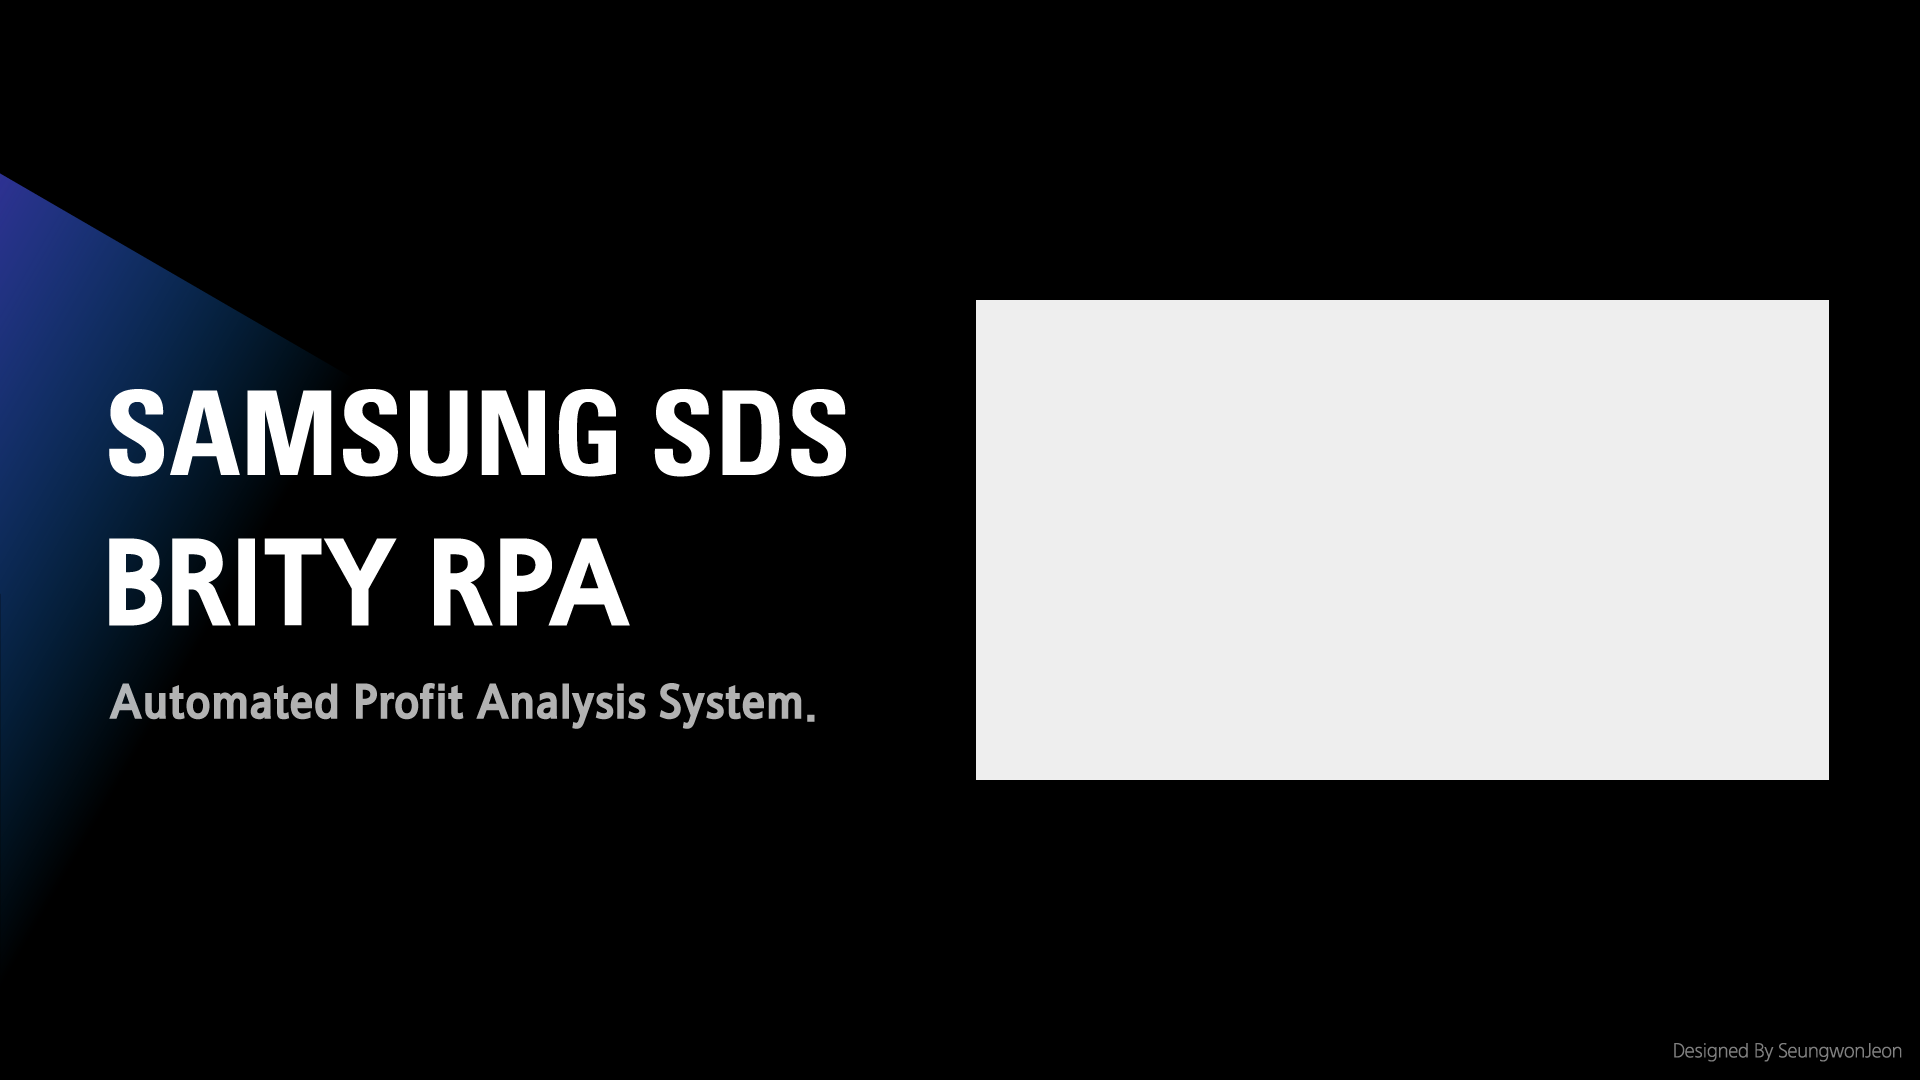 SAMSUNG SDS
BRITY RPA
Automated Profit Analysis System.
Designed By SeungwonJeon